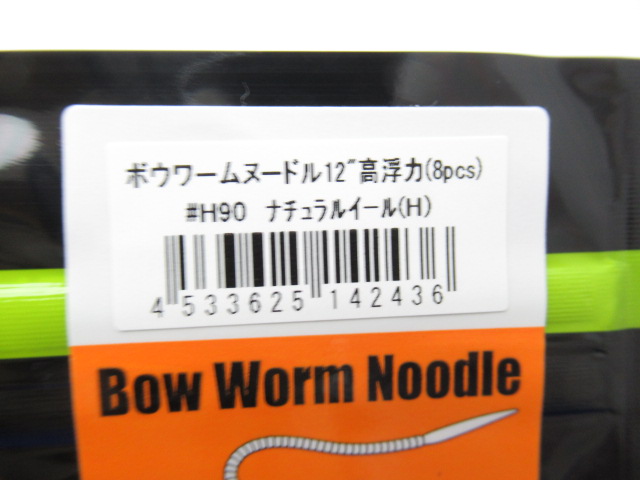 ボウワームヌードル12″高浮力(8pcs)
#H90 ナチュラルイール(H)
4 533625 142436
Bow Worm Noodle